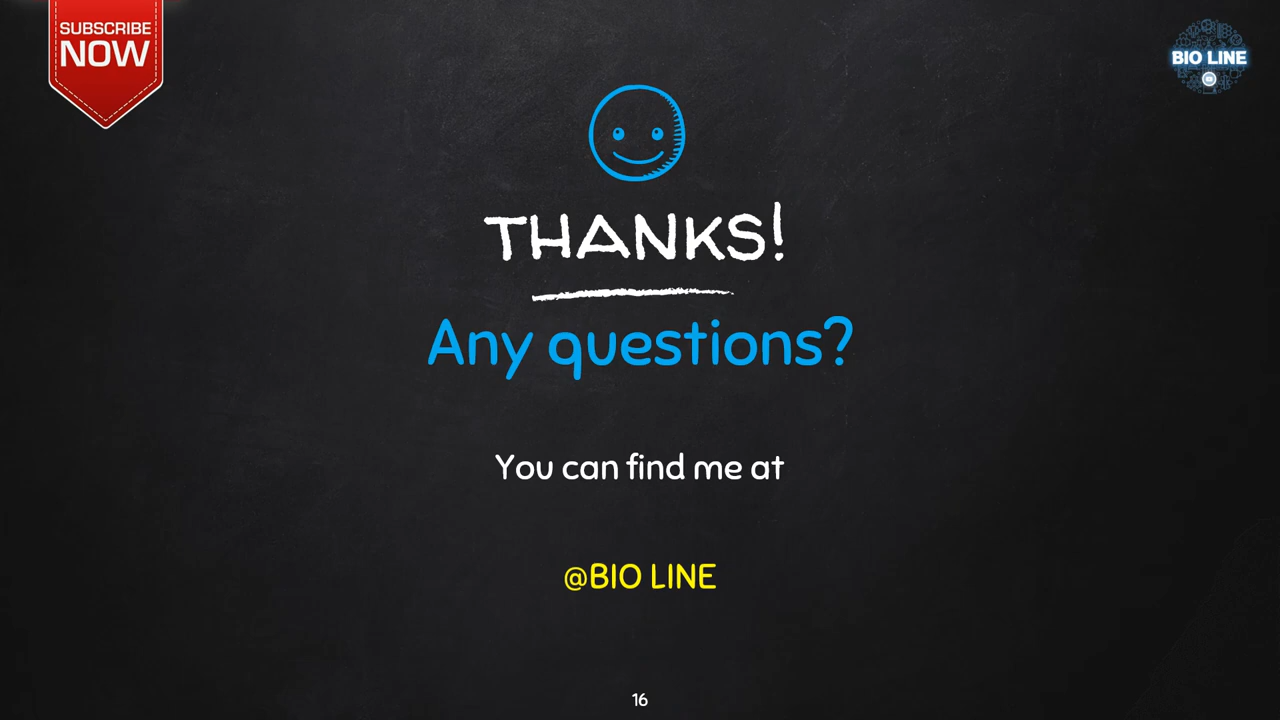 SUBSCRIBE
NOW
BIO LINE
THANKS!
Any questions?
You can find me at
@BIO LINE
16